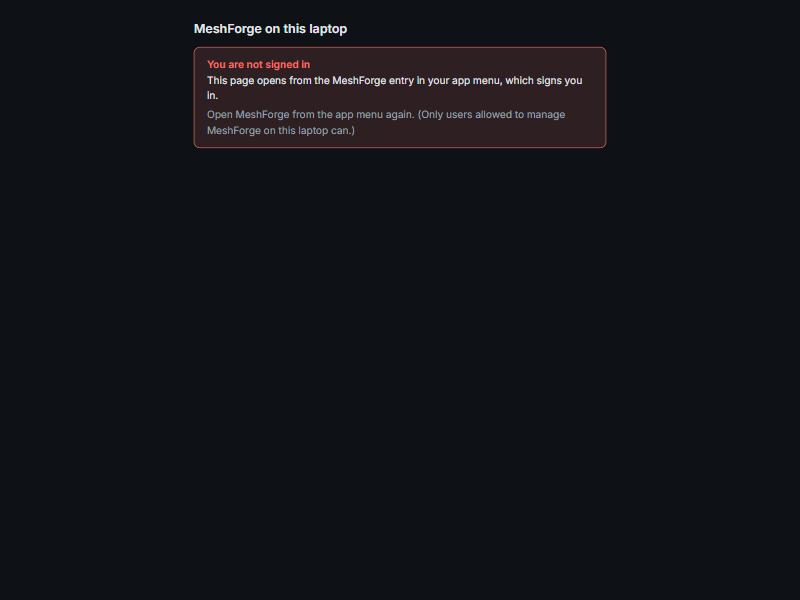 MeshForge on this laptop
You are not signed in
This page opens from the MeshForge entry in your app menu, which signs you
in.
Open MeshForge from the app menu again. (Only users allowed to manage
MeshForge on this laptop can.)